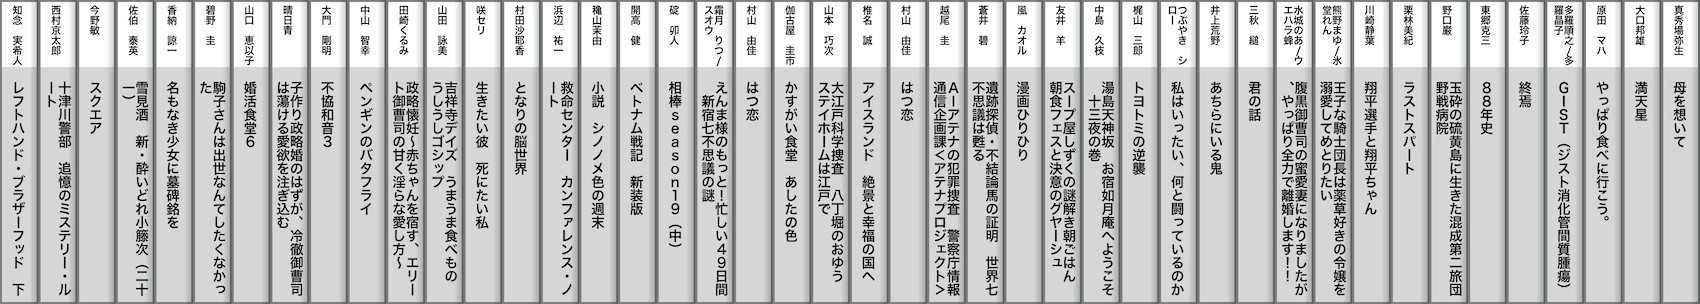 真秀場弥生
母を想いて
大口邦雄
満天星
原田　マハ
やっぱり食べに行こう。
多羅順之/多
羅晶子
ＧＩＳＴ（ジスト消化管間質腫瘍）
佐藤玲子
終焉
東郷克三
８８年史
野口巌
玉砕の硫黄島に生きた混成第二旅団
野戦病院
栗林美紀
ラストスパート
川崎静葉
翔平選手と翔平ちゃん
熊野まゆ/氷
堂れん
王子な騎士団長は薬草好きの令嬢を
溺愛してめとりたい
水城のあ/ウ
エハラ蜂
腹黒御曹司の蜜愛妻になりましたが
、やっぱり全力で離婚します！！
三秋　縋
君の話
井上荒野
あちらにいる鬼
つぶやき　シ
ロー
私はいったい、何と闘っているのか
梶山　三郎
トヨトミの逆襲
中島　久枝
湯島天神坂　お宿如月庵へようこそ
　十三夜の巻
友井　羊
スープ屋しずくの謎解き朝ごはん　
朝食フェスと決意のグヤーシュ
風　カオル
漫画ひりひり
蒼井　碧
遺跡探偵・不結論馬の証明　世界七
不思議は甦る
越尾　圭
Ａ―アテナの犯罪捜査　警察庁情報
通信企画課＜アテナプロジェクト＞
村山　由佳
はつ恋
椎名　誠
アイスランド　絶景と幸福の国へ
山本　巧次
大江戸科学捜査　八丁堀のおゆう　
ステイホームは江戸で
伽古屋　圭市
かすがい食堂　あしたの色
村山　由佳
はつ恋
霜月　りつ/
スオウ
えんま様のもっと！忙しい４９日間
　新宿七不思議の謎
碇　卯人
相棒ｓｅａｓｏｎ１９（中）
開高　健
ベトナム戦記　新装版
穐山茉由
小説　シノノメ色の週末
浜辺　祐一
救命センター　カンファレンス・ノ
ート
村田沙耶香
となりの脳世界
咲セリ
生きたい彼　死にたい私
山田　詠美
吉祥寺デイズ　うまうま食べもの　
うしうしゴシップ
田崎くるみ
政略懐妊～赤ちゃんを宿す、エリー
ト御曹司の甘く淫らな愛し方～
中山　智幸
ペンギンのバタフライ
大門　剛明
不協和音３
晴日青
子作り政略婚のはずが、冷徹御曹司
は蕩ける愛欲を注ぎ込む
山口　恵以子
婚活食堂６
碧野　圭
駒子さんは出世なんてしたくなかっ
た
香納　諒一
名もなき少女に墓碑銘を
佐伯　泰英
雪見酒　新・酔いどれ小藤次（二十
一）
今野敏
スクエア
西村京太郎
十津川警部　追憶のミステリー・ル
ート
知念　実希人
レフトハンド・ブラザーフッド　下